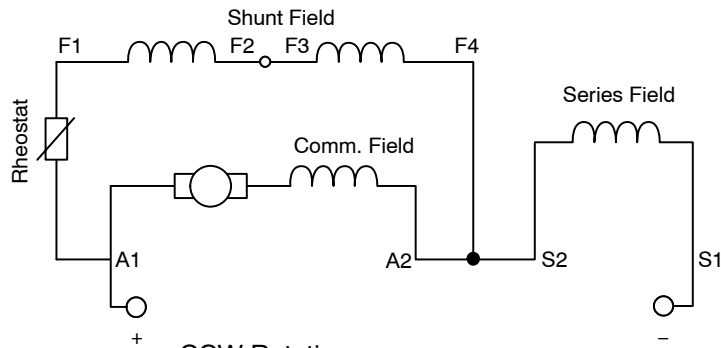 Shunt Field
F1 F2 F3 F4
Series Field
Rheostat
Comm. Field
A1 A2 S2 S1
+ –